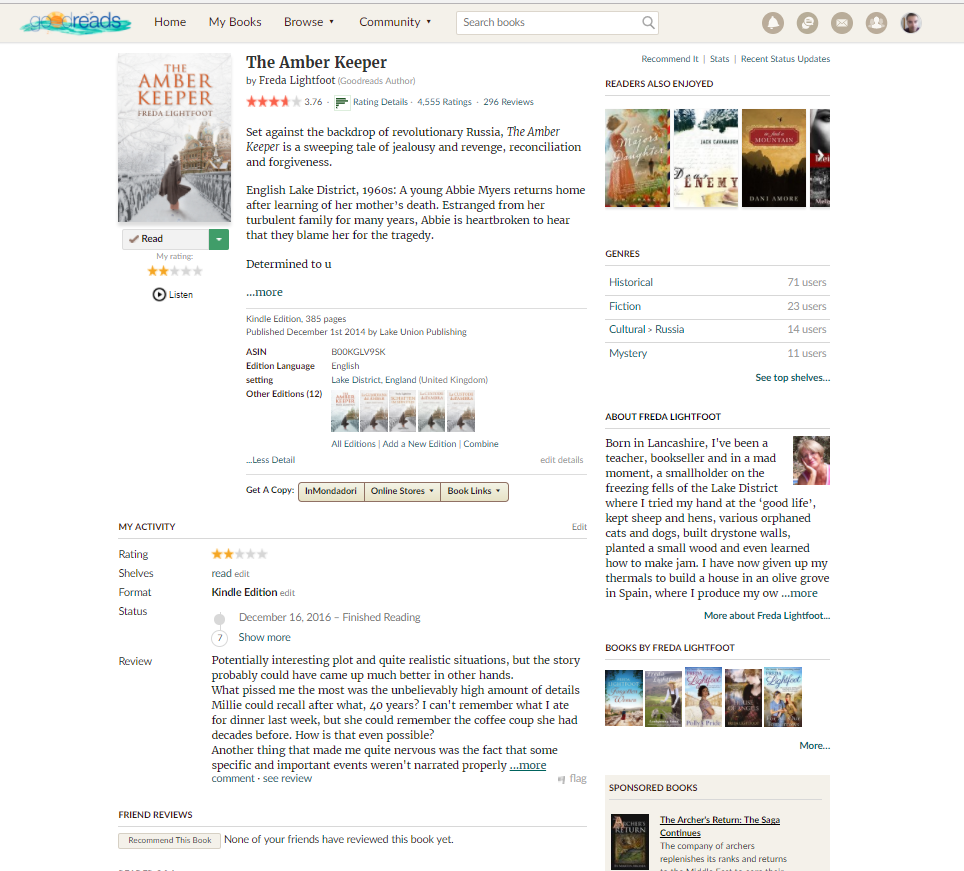 goodreads
Home
My Books
Browse ▾
Community ▾
Search books
THE
AMBER
KEEPER
FREDA LIGHTFOOT
Read
My rating:
Listen
The Amber Keeper
by Freda Lightfoot (Goodreads Author)
3.76 · Rating Details · 4,555 Ratings · 296 Reviews
Set against the backdrop of revolutionary Russia, The Amber
Keeper is a sweeping tale of jealousy and revenge, reconciliation
and forgiveness.
English Lake District, 1960s: A young Abbie Myers returns home
after learning of her mother's death. Estranged from her
turbulent family for many years, Abbie is heartbroken to hear
that they blame her for the tragedy.
Determined to u
...more
Kindle Edition, 385 pages
Published December 1st 2014 by Lake Union Publishing
ASIN B00KGLV9SK
Edition Language English
setting Lake District, England (United Kingdom)
Other Editions (12)
All Editions | Add a New Edition | Combine
...Less Detail edit details
Get A Copy: InMondadori Online Stores ▾ Book Links ▾
MY ACTIVITY Edit
Rating
Shelves read edit
Format Kindle Edition edit
Status December 16, 2016 – Finished Reading
7 Show more
Review Potentially interesting plot and quite realistic situations, but the story
probably could have came up much better in other hands.
What pissed me the most was the unbelievably high amount of details
Millie could recall after what, 40 years? I can't remember what I ate
for dinner last week, but she could remember the coffee coup she had
decades before. How is that even possible?
Another thing that made me quite nervous was the fact that some
specific and important events weren't narrated properly ...more
comment · see review flag
FRIEND REVIEWS
Recommend This Book None of your friends have reviewed this book yet.
Recommend It | Stats | Recent Status Updates
READERS ALSO ENJOYED
The
Major's
Daughter
JACK CAVANAUGH
Dear
ENEMY
to find a
MOUNTAIN
DANI AMORE
GENRES
Historical 71 users
Fiction 23 users
Cultural > Russia 14 users
Mystery 11 users
See top shelves...
ABOUT FREDA LIGHTFOOT
Born in Lancashire, I've been a
teacher, bookseller and in a mad
moment, a smallholder on the
freezing fells of the Lake District
where I tried my hand at the ‘good life’,
kept sheep and hens, various orphaned
cats and dogs, built drystone walls,
planted a small wood and even learned
how to make jam. I have now given up my
thermals to build a house in an olive grove
in Spain, where I produce my ow ...more
More about Freda Lightfoot...
BOOKS BY FREDA LIGHTFOOT
Lightfoot
Polly's Pride
Lightfoot
More...
SPONSORED BOOKS
ARCHER'S
RETURN
The Archer's Return: The Saga
Continues
The company of archers
replenishes its ranks and returns
to the Middle East to earn their